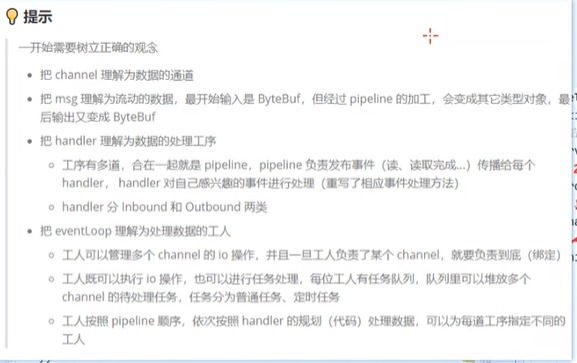 💡 提示
一开始需要树立正确的观念
把 channel 理解为数据的通道
把 msg 理解为流动的数据，最开始输入是 ByteBuf，但经过 pipeline 的加工，会变成其它类型对象，最
后输出又变成 ByteBuf
把 handler 理解为数据的处理工序
工序有多道，合在一起就是 pipeline，pipeline 负责发布事件（读、读取完成...）传播给每个
handler， handler 对自己感兴趣的事件进行处理（重写了相应事件处理方法）
handler 分 Inbound 和 Outbound 两类
把 eventLoop 理解为处理数据的工人
工人可以管理多个 channel 的 io 操作，并且一旦工人负责了某个 channel，就要负责到底（绑定）
工人既可以执行 io 操作，也可以进行任务处理，每位工人有任务队列，队列里可以堆放多个
channel 的待处理任务，任务分为普通任务、定时任务
工人按照 pipeline 顺序，依次按照 handler 的规划（代码）处理数据，可以为每道工序指定不同的
工人